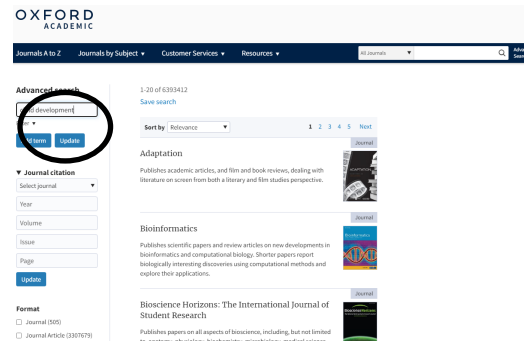 OXFORD
ACADEMIC
Journals A to Z Journals by Subject ▼ Customer Services ▼ Resources ▼ All Journals ▼
Advanced search
development
Add term Update
▼ Journal citation
Select journal ▼
Year
Volume
Issue
Page
Update
Format
Journal (505)
Journal Article (3307679)
1-20 of 6393412
Save search
Sort by Relevance ▼ 1 2 3 4 5 Next
Journal
Adaptation
Publishes academic articles, and film and book reviews, dealing with
literature on screen from both a literary and film studies perspective.
ADAPTATION
Journal
Bioinformatics
Publishes scientific papers and review articles on new developments in
bioinformatics and computational biology. Shorter papers report
biologically interesting discoveries using computational methods and
explore their applications.
Bioinformatics
Journal
Bioscience Horizons: The International Journal of
Student Research
Publishes papers on all aspects of bioscience, including, but not limited
BioscienceHorizons